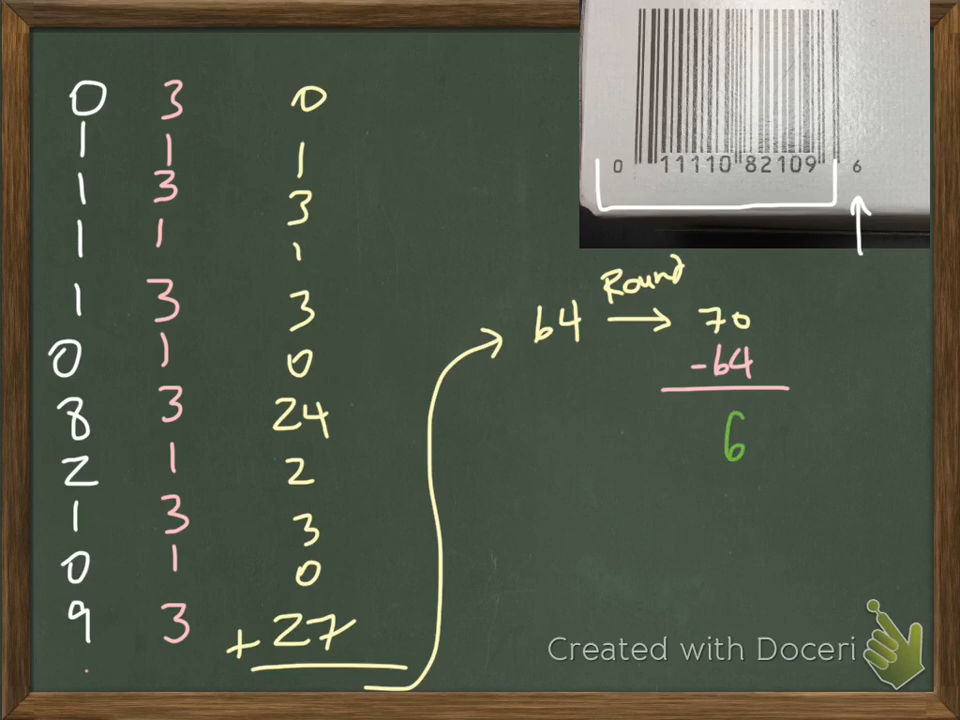 0 3 0
1 1 1
1 3 3
1 1 1
1 3 3
0 1 0
8 3 24
2 1 2
1 3 3
0 1 0
9 3 +27
0 11110 82109 6
64 Round → 70
-64
6
Created with Doceri